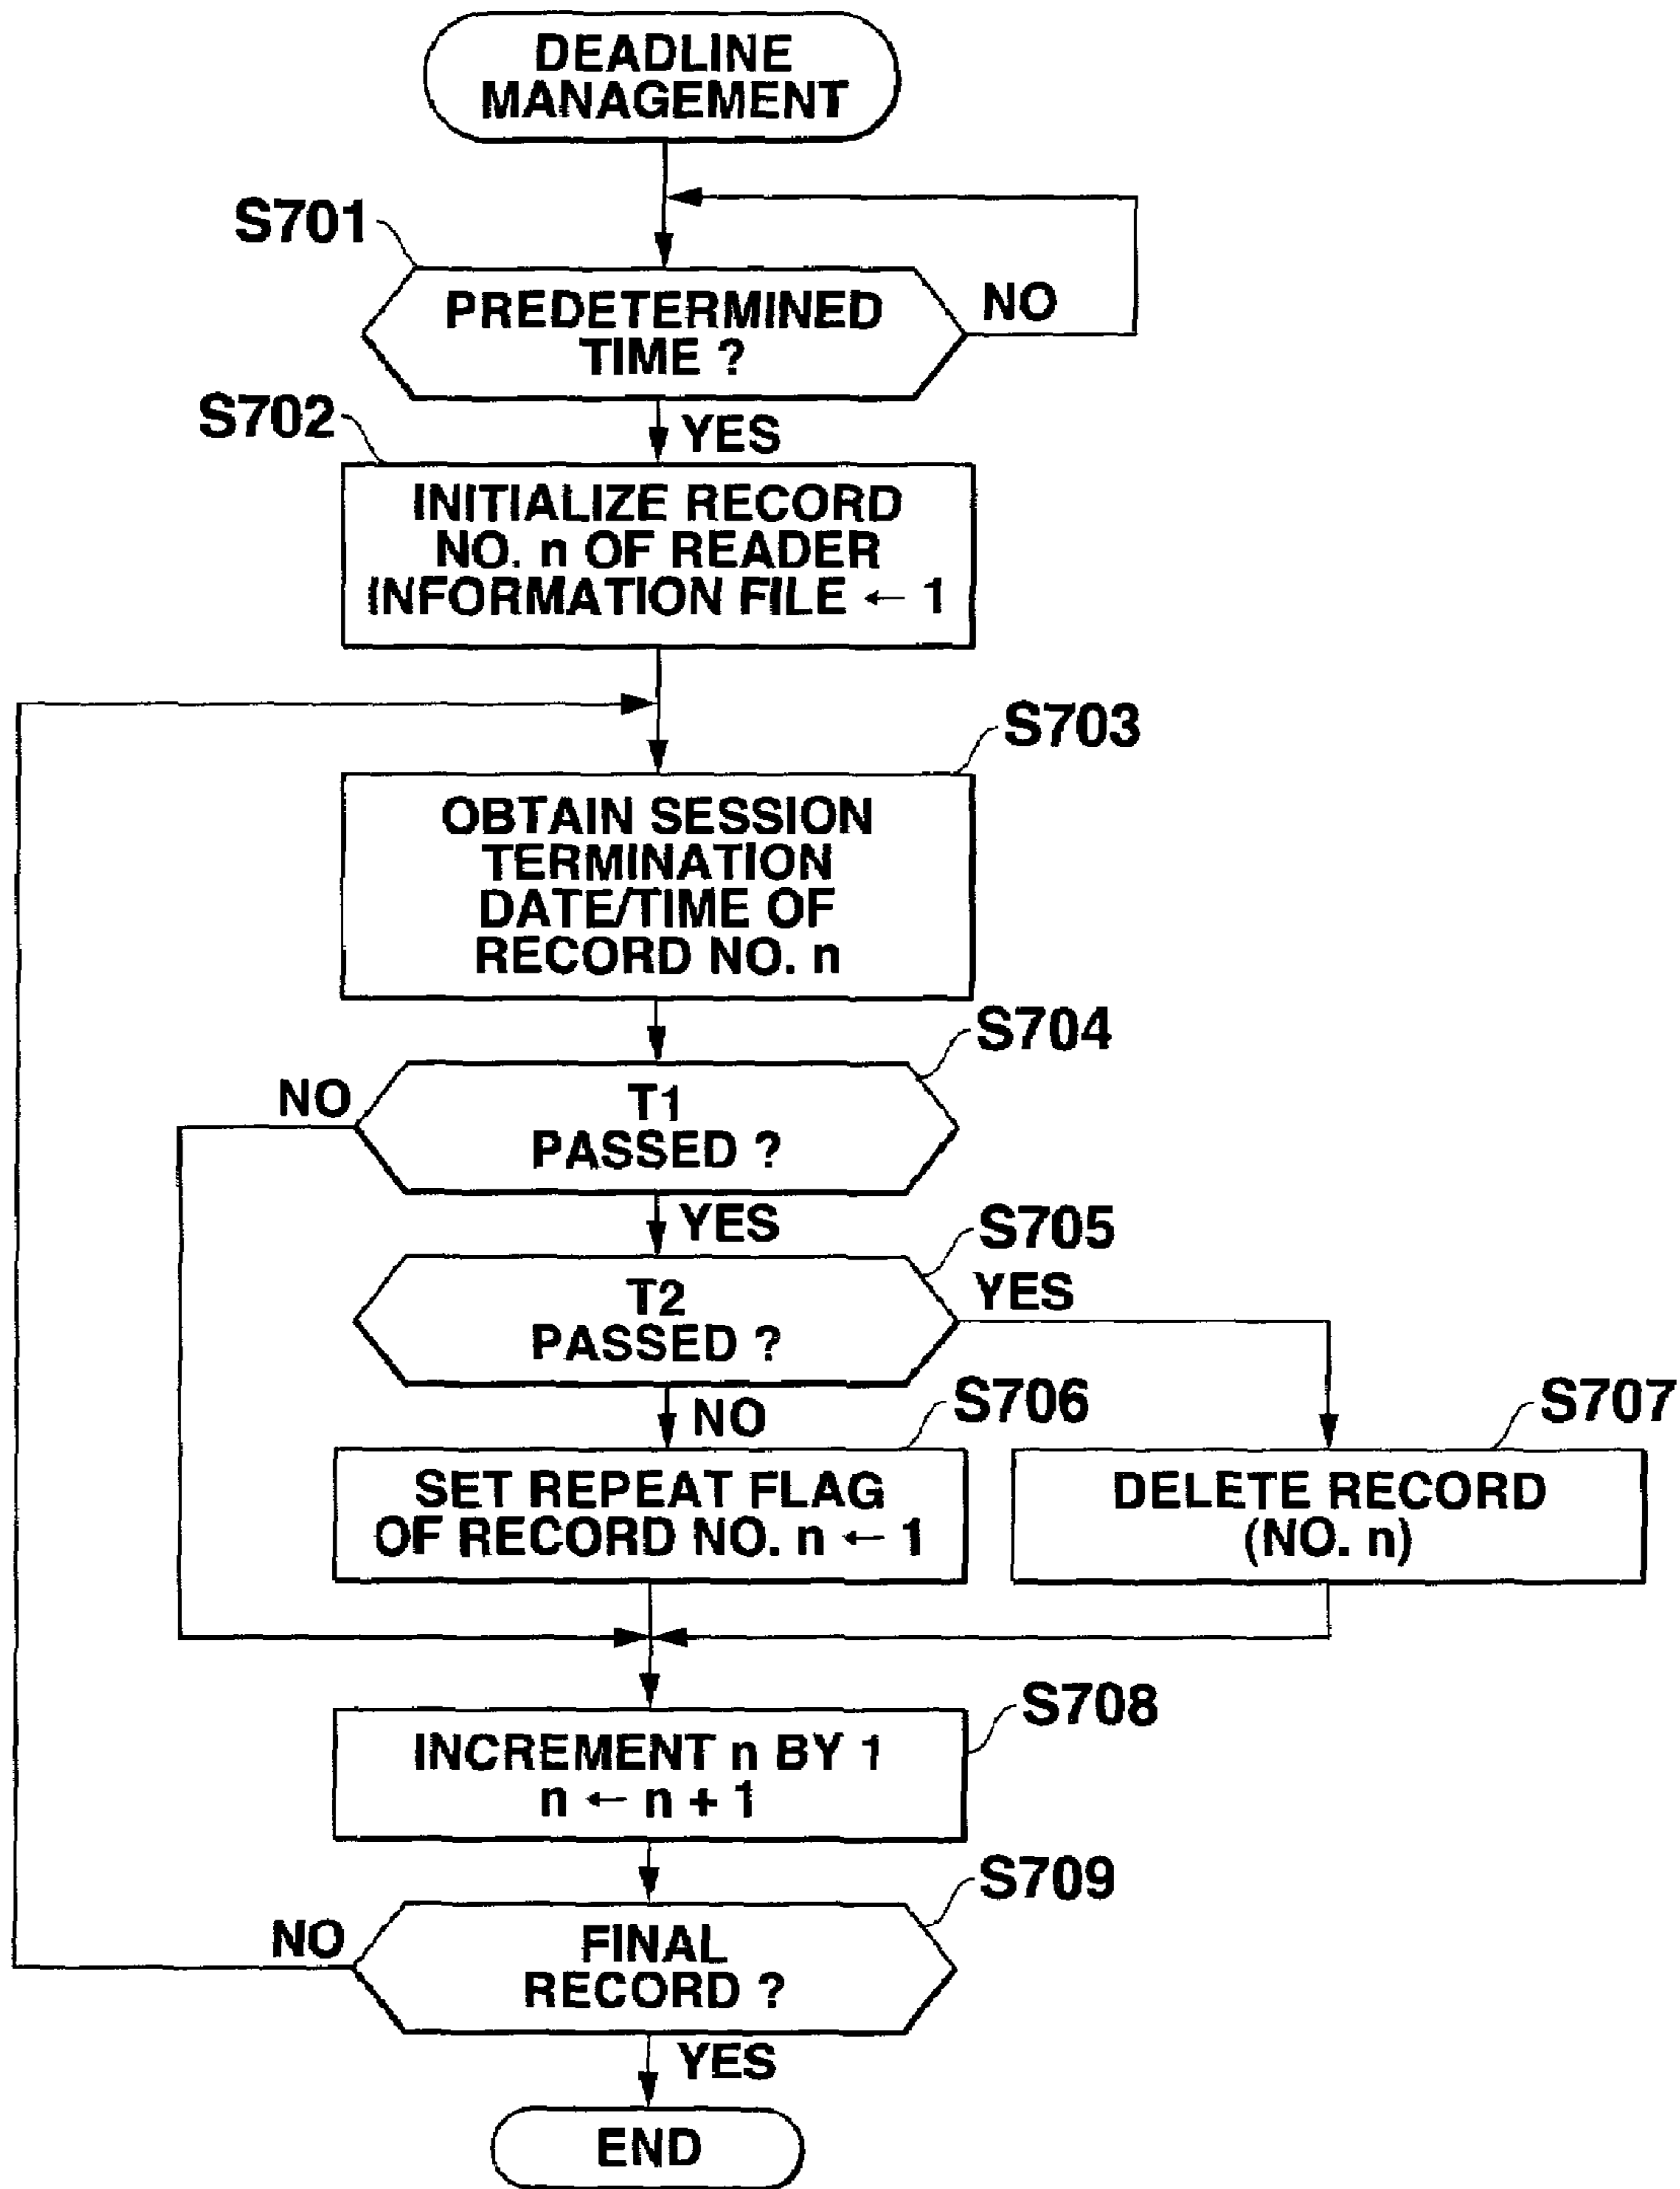 DEADLINE
MANAGEMENT
S701
PREDETERMINED
TIME ?
NO
S702
YES
INITIALIZE RECORD
NO. n OF READER
INFORMATION FILE ← 1
S703
OBTAIN SESSION
TERMINATION
DATE/TIME OF
RECORD NO. n
S704
NO
T1
PASSED ?
YES
S705
T2
PASSED ?
YES
NO
S706
S707
SET REPEAT FLAG
OF RECORD NO. n ← 1
DELETE RECORD
(NO. n)
S708
INCREMENT n BY 1
n ← n + 1
S709
NO
FINAL
RECORD ?
YES
END